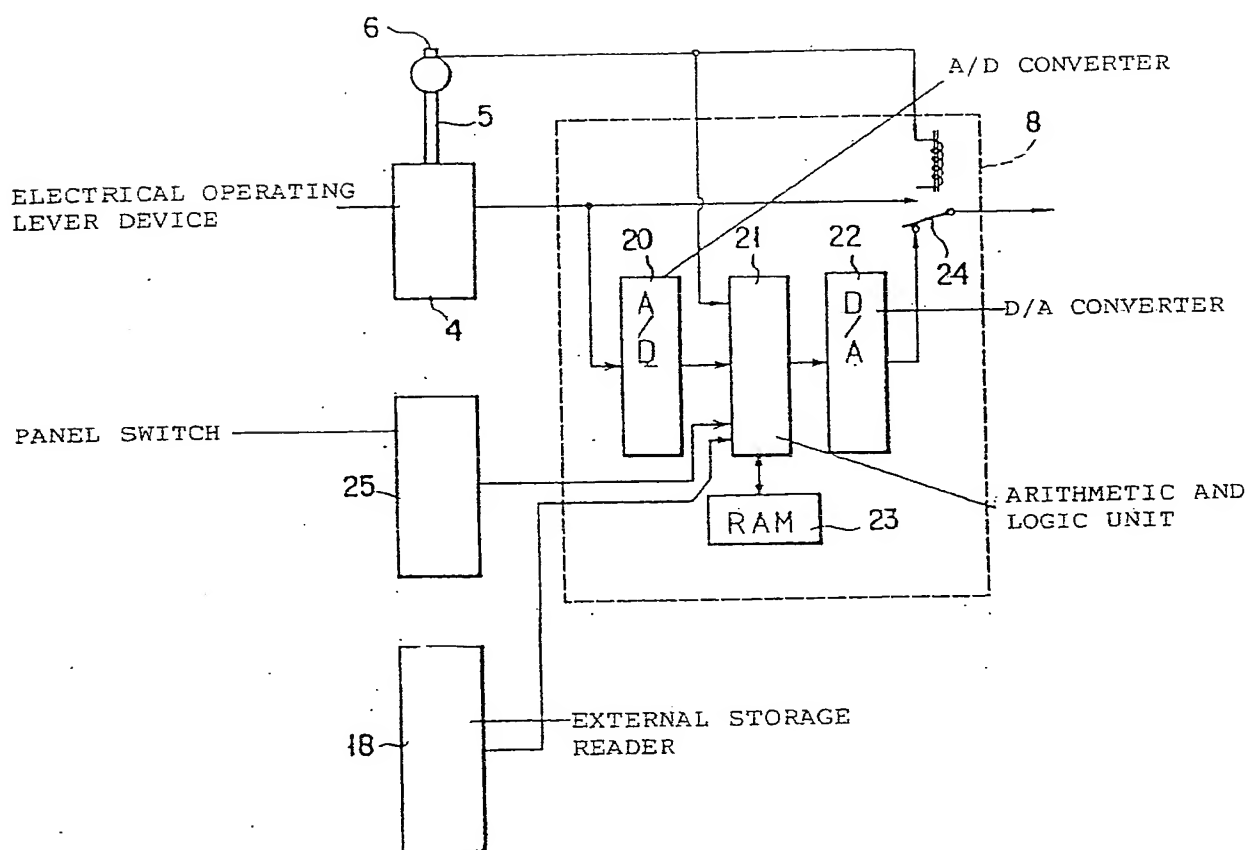 6
A/D CONVERTER
5
8
ELECTRICAL OPERATING
LEVER DEVICE
20
21
22
24
A/D
D/A
4
D/A CONVERTER
PANEL SWITCH
25
ARITHMETIC AND
LOGIC UNIT
RAM
23
EXTERNAL STORAGE
READER
18